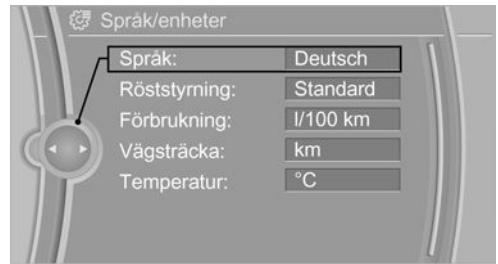 Språk/enheter
Språk: Deutsch
Röststyrning: Standard
Förbrukning: l/100 km
Vägsträcka: km
Temperatur: °C